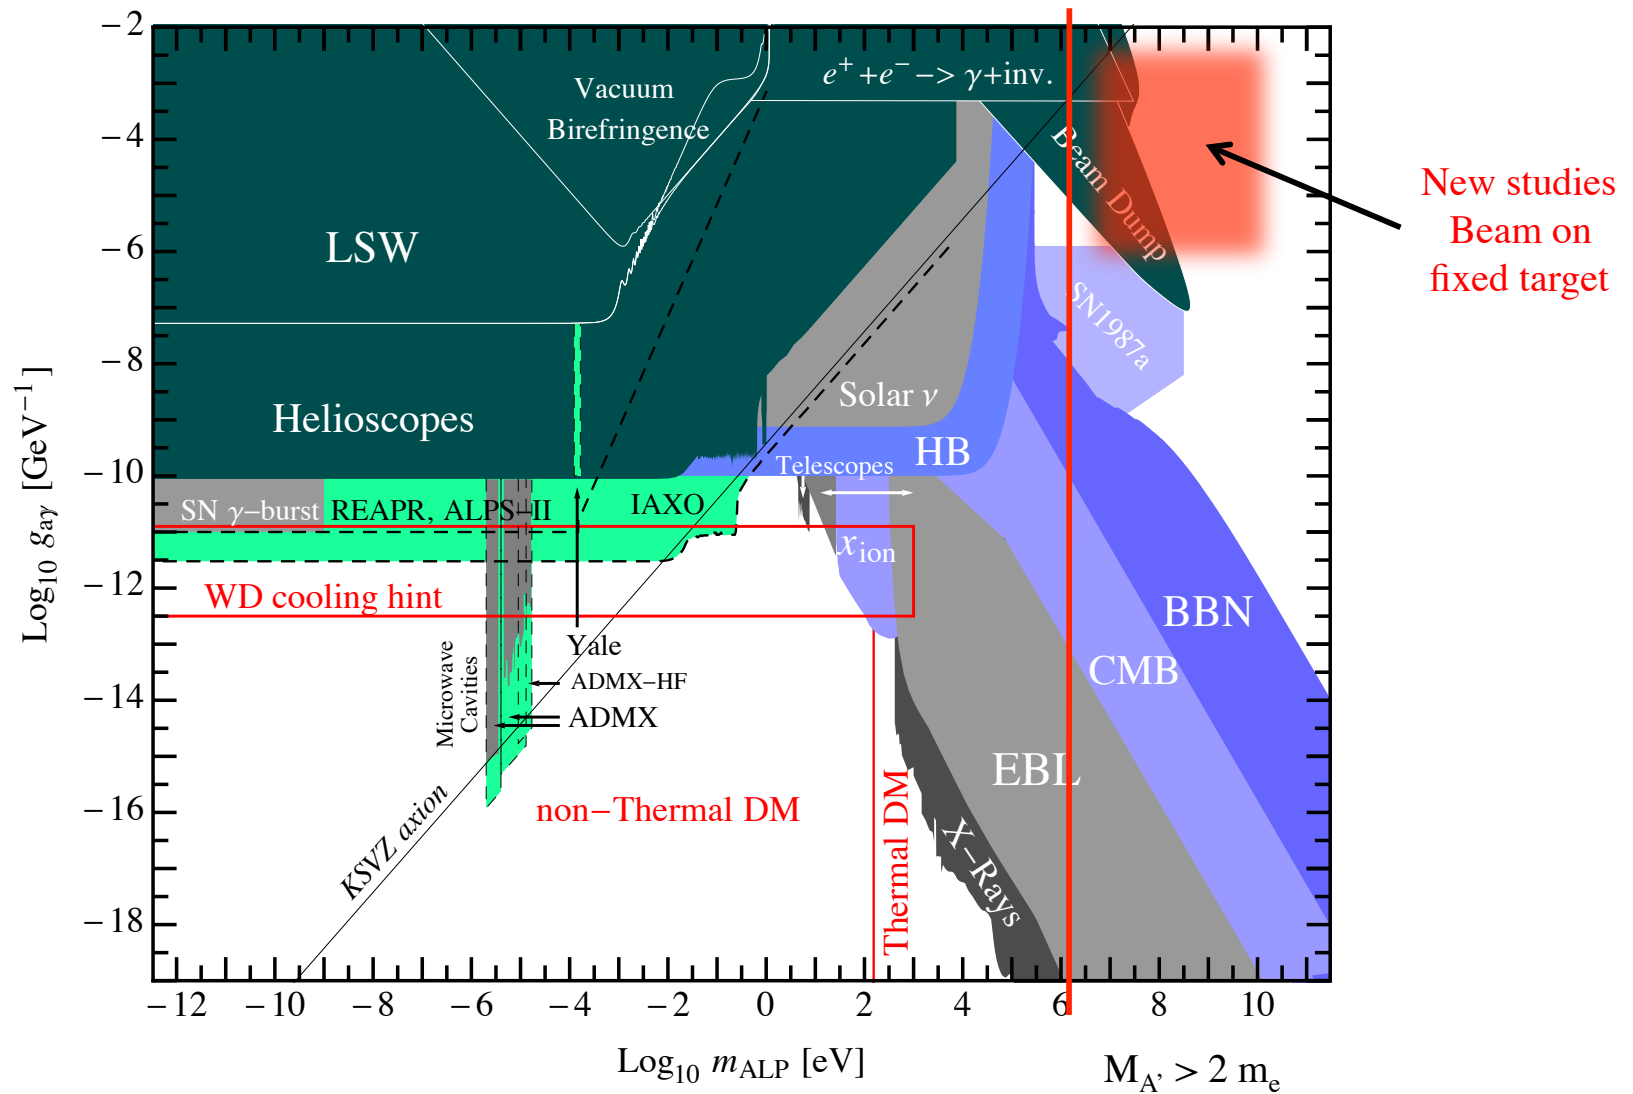 −2
−4
−6
−8
−10
−12
−14
−16
−18
Log10 gaγ [GeV−1]
Vacuum
Birefringence
e+ +e− −> γ+inv.
LSW
Beam Dump
New studies
Beam on
fixed target
SN1987a
Helioscopes
Solar ν
HB
Telescopes
SN γ−burst
REAPR, ALPS−II
IAXO
xion
WD cooling hint
BBN
Yale
Microwave
Cavities
ADMX−HF
ADMX
CMB
EBL
KSVZ axion
non−Thermal DM
Thermal DM
X−Rays
−12 −10 −8 −6 −4 −2 0 2 4 6 8 10
Log10 mALP [eV]
MA’ > 2 me